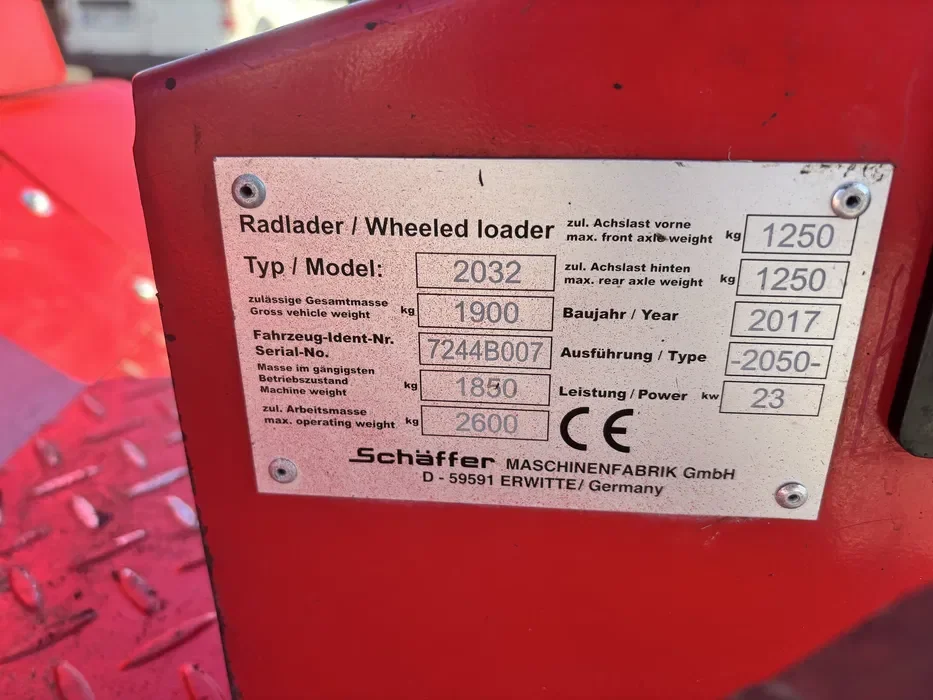 Radlader / Wheeled loader
Typ / Model: 2032
zulässige Gesamtmasse
Gross vehicle weight kg 1900
Fahrzeug-Ident-Nr.
Serial-No. 7244B007
Masse im gängigsten
Betriebszustand
Machine weight kg 1850
zul. Arbeitsmasse
max. operating weight kg 2600
zul. Achslast vorne
max. front axle weight kg 1250
zul. Achslast hinten
max. rear axle weight kg 1250
Baujahr / Year 2017
Ausführung / Type -2050-
Leistung / Power kw 23
CE
Schäffer MASCHINENFABRIK GmbH
D - 59591 ERWITTE / Germany